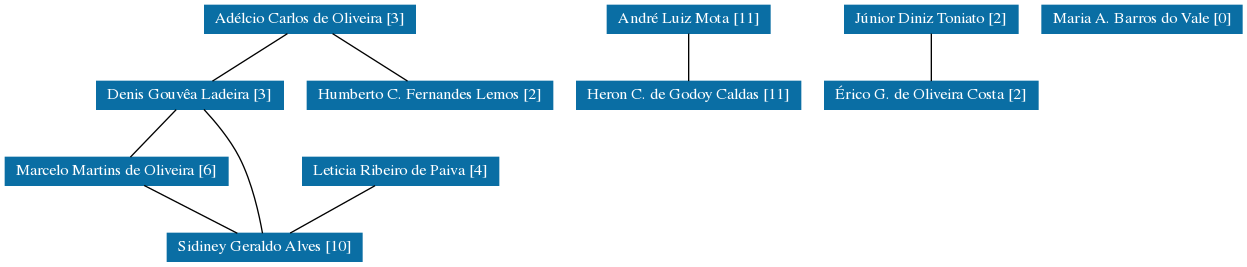 Adélcio Carlos de Oliveira [3]
André Luiz Mota [11]
Júnior Diniz Toniato [2]
Maria A. Barros do Vale [0]
Denis Gouvêa Ladeira [3]
Humberto C. Fernandes Lemos [2]
Heron C. de Godoy Caldas [11]
Érico G. de Oliveira Costa [2]
Marcelo Martins de Oliveira [6]
Leticia Ribeiro de Paiva [4]
Sidiney Geraldo Alves [10]